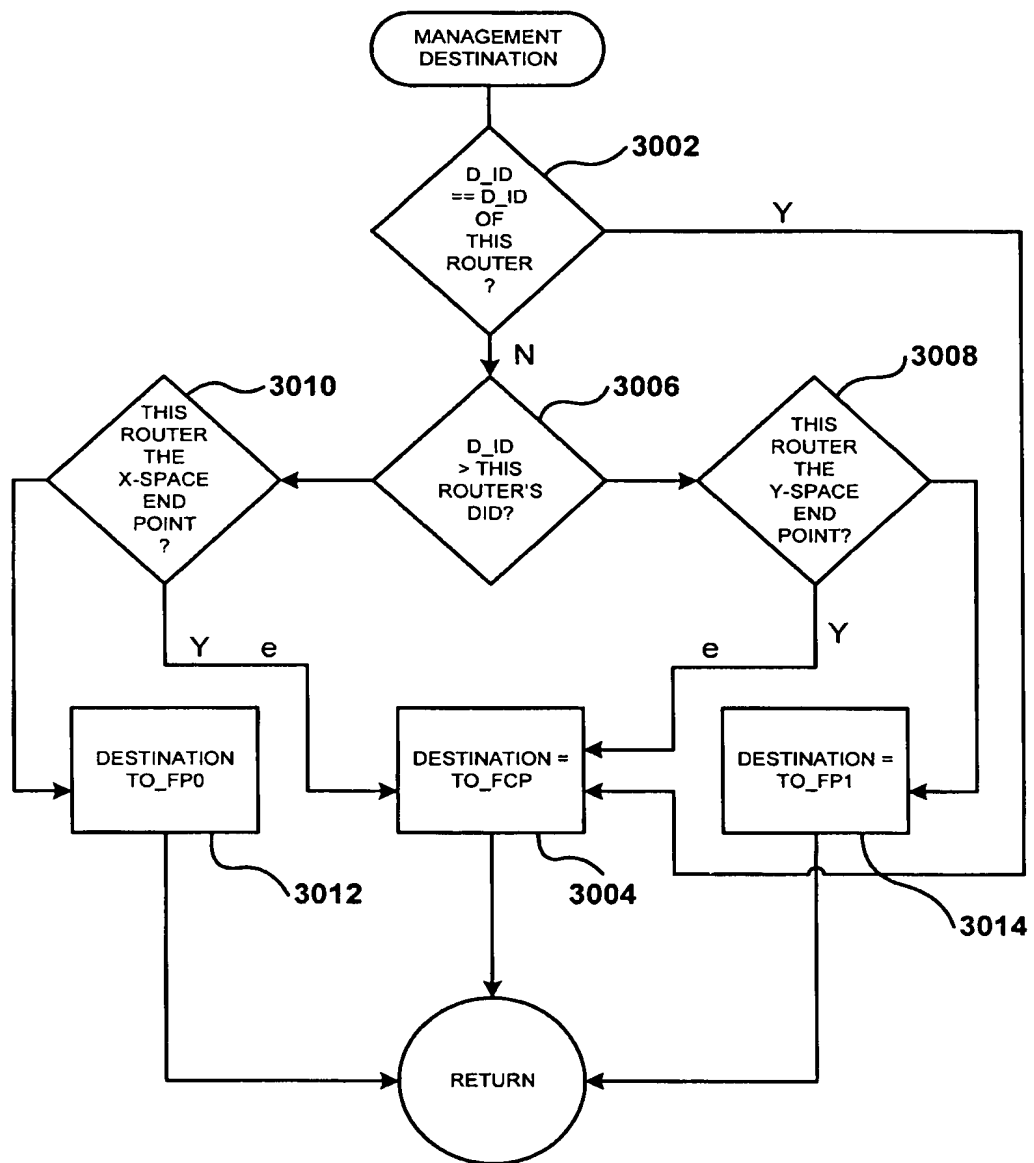 MANAGEMENT
DESTINATION
3002
D_ID
== D_ID
OF
THIS
ROUTER
?
Y
N
3010
3006
3008
THIS
ROUTER
THE
X-SPACE
END
POINT
?
D_ID
> THIS
ROUTER'S
DID?
THIS
ROUTER
THE
Y-SPACE
END
POINT?
Y e
e Y
DESTINATION
TO_FP0
DESTINATION =
TO_FCP
DESTINATION =
TO_FP1
3012
3004
3014
RETURN